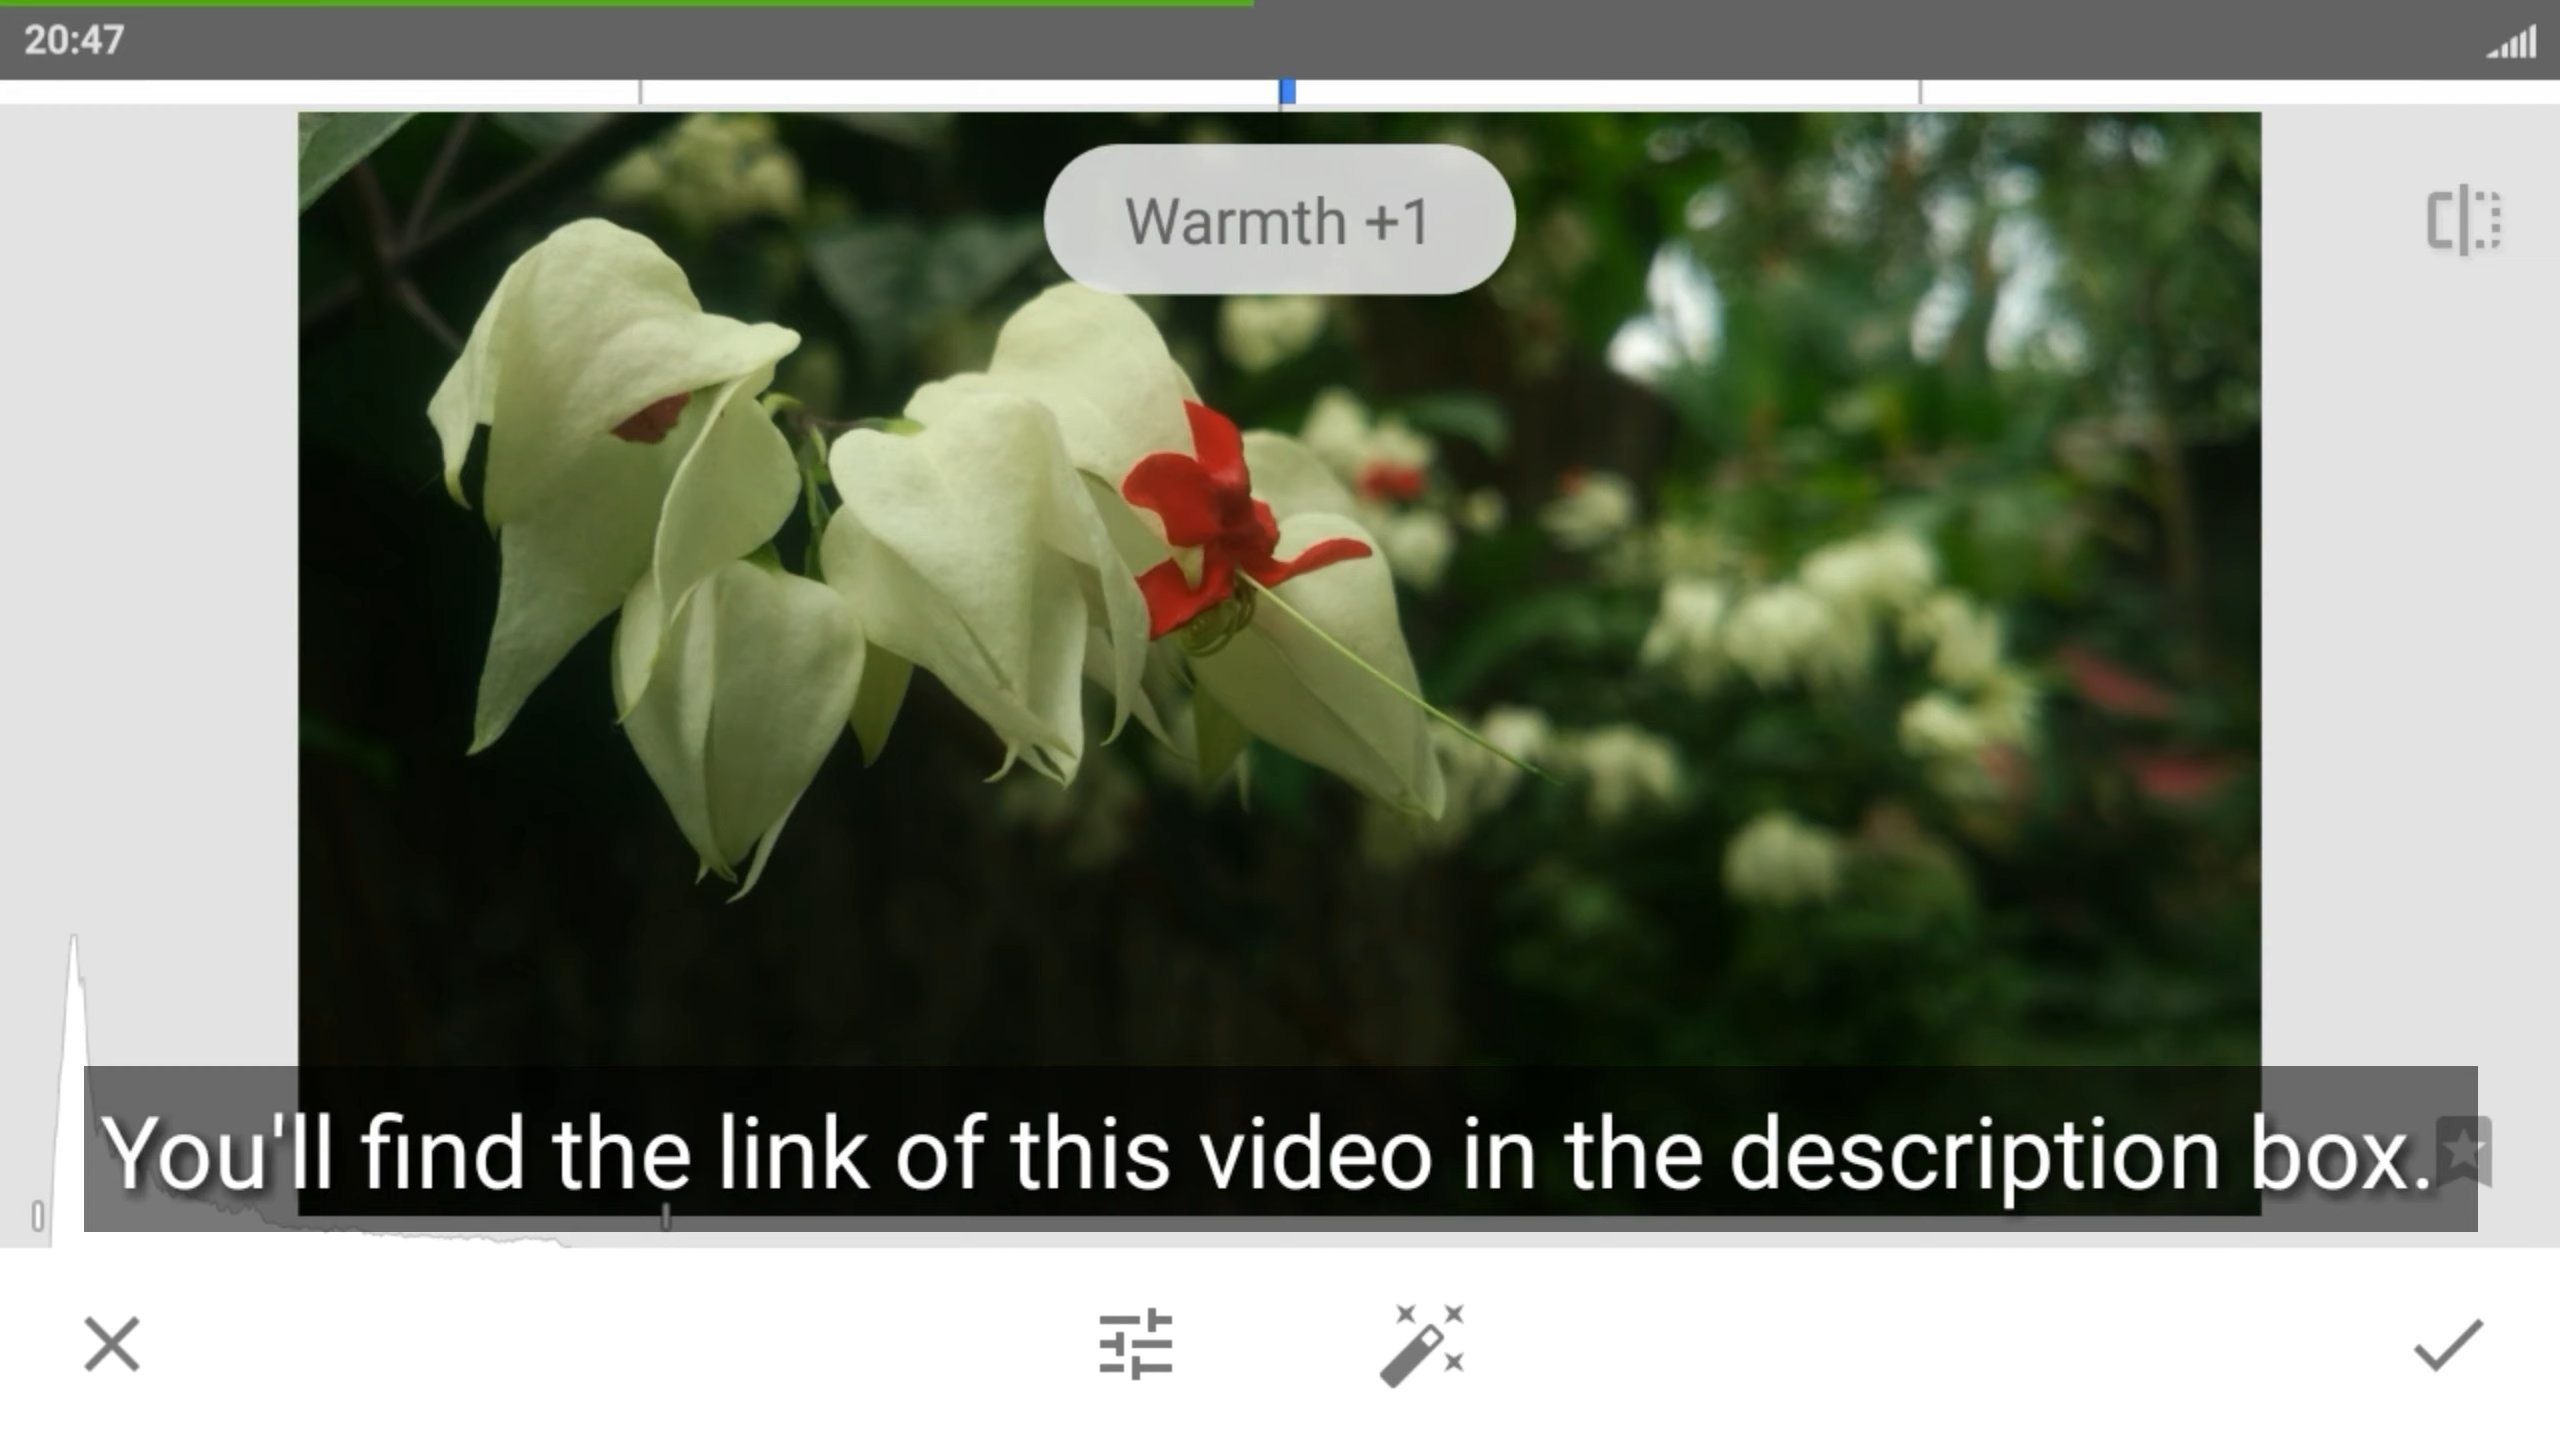 20:47
Warmth +1
You'll find the link of this video in the description box.